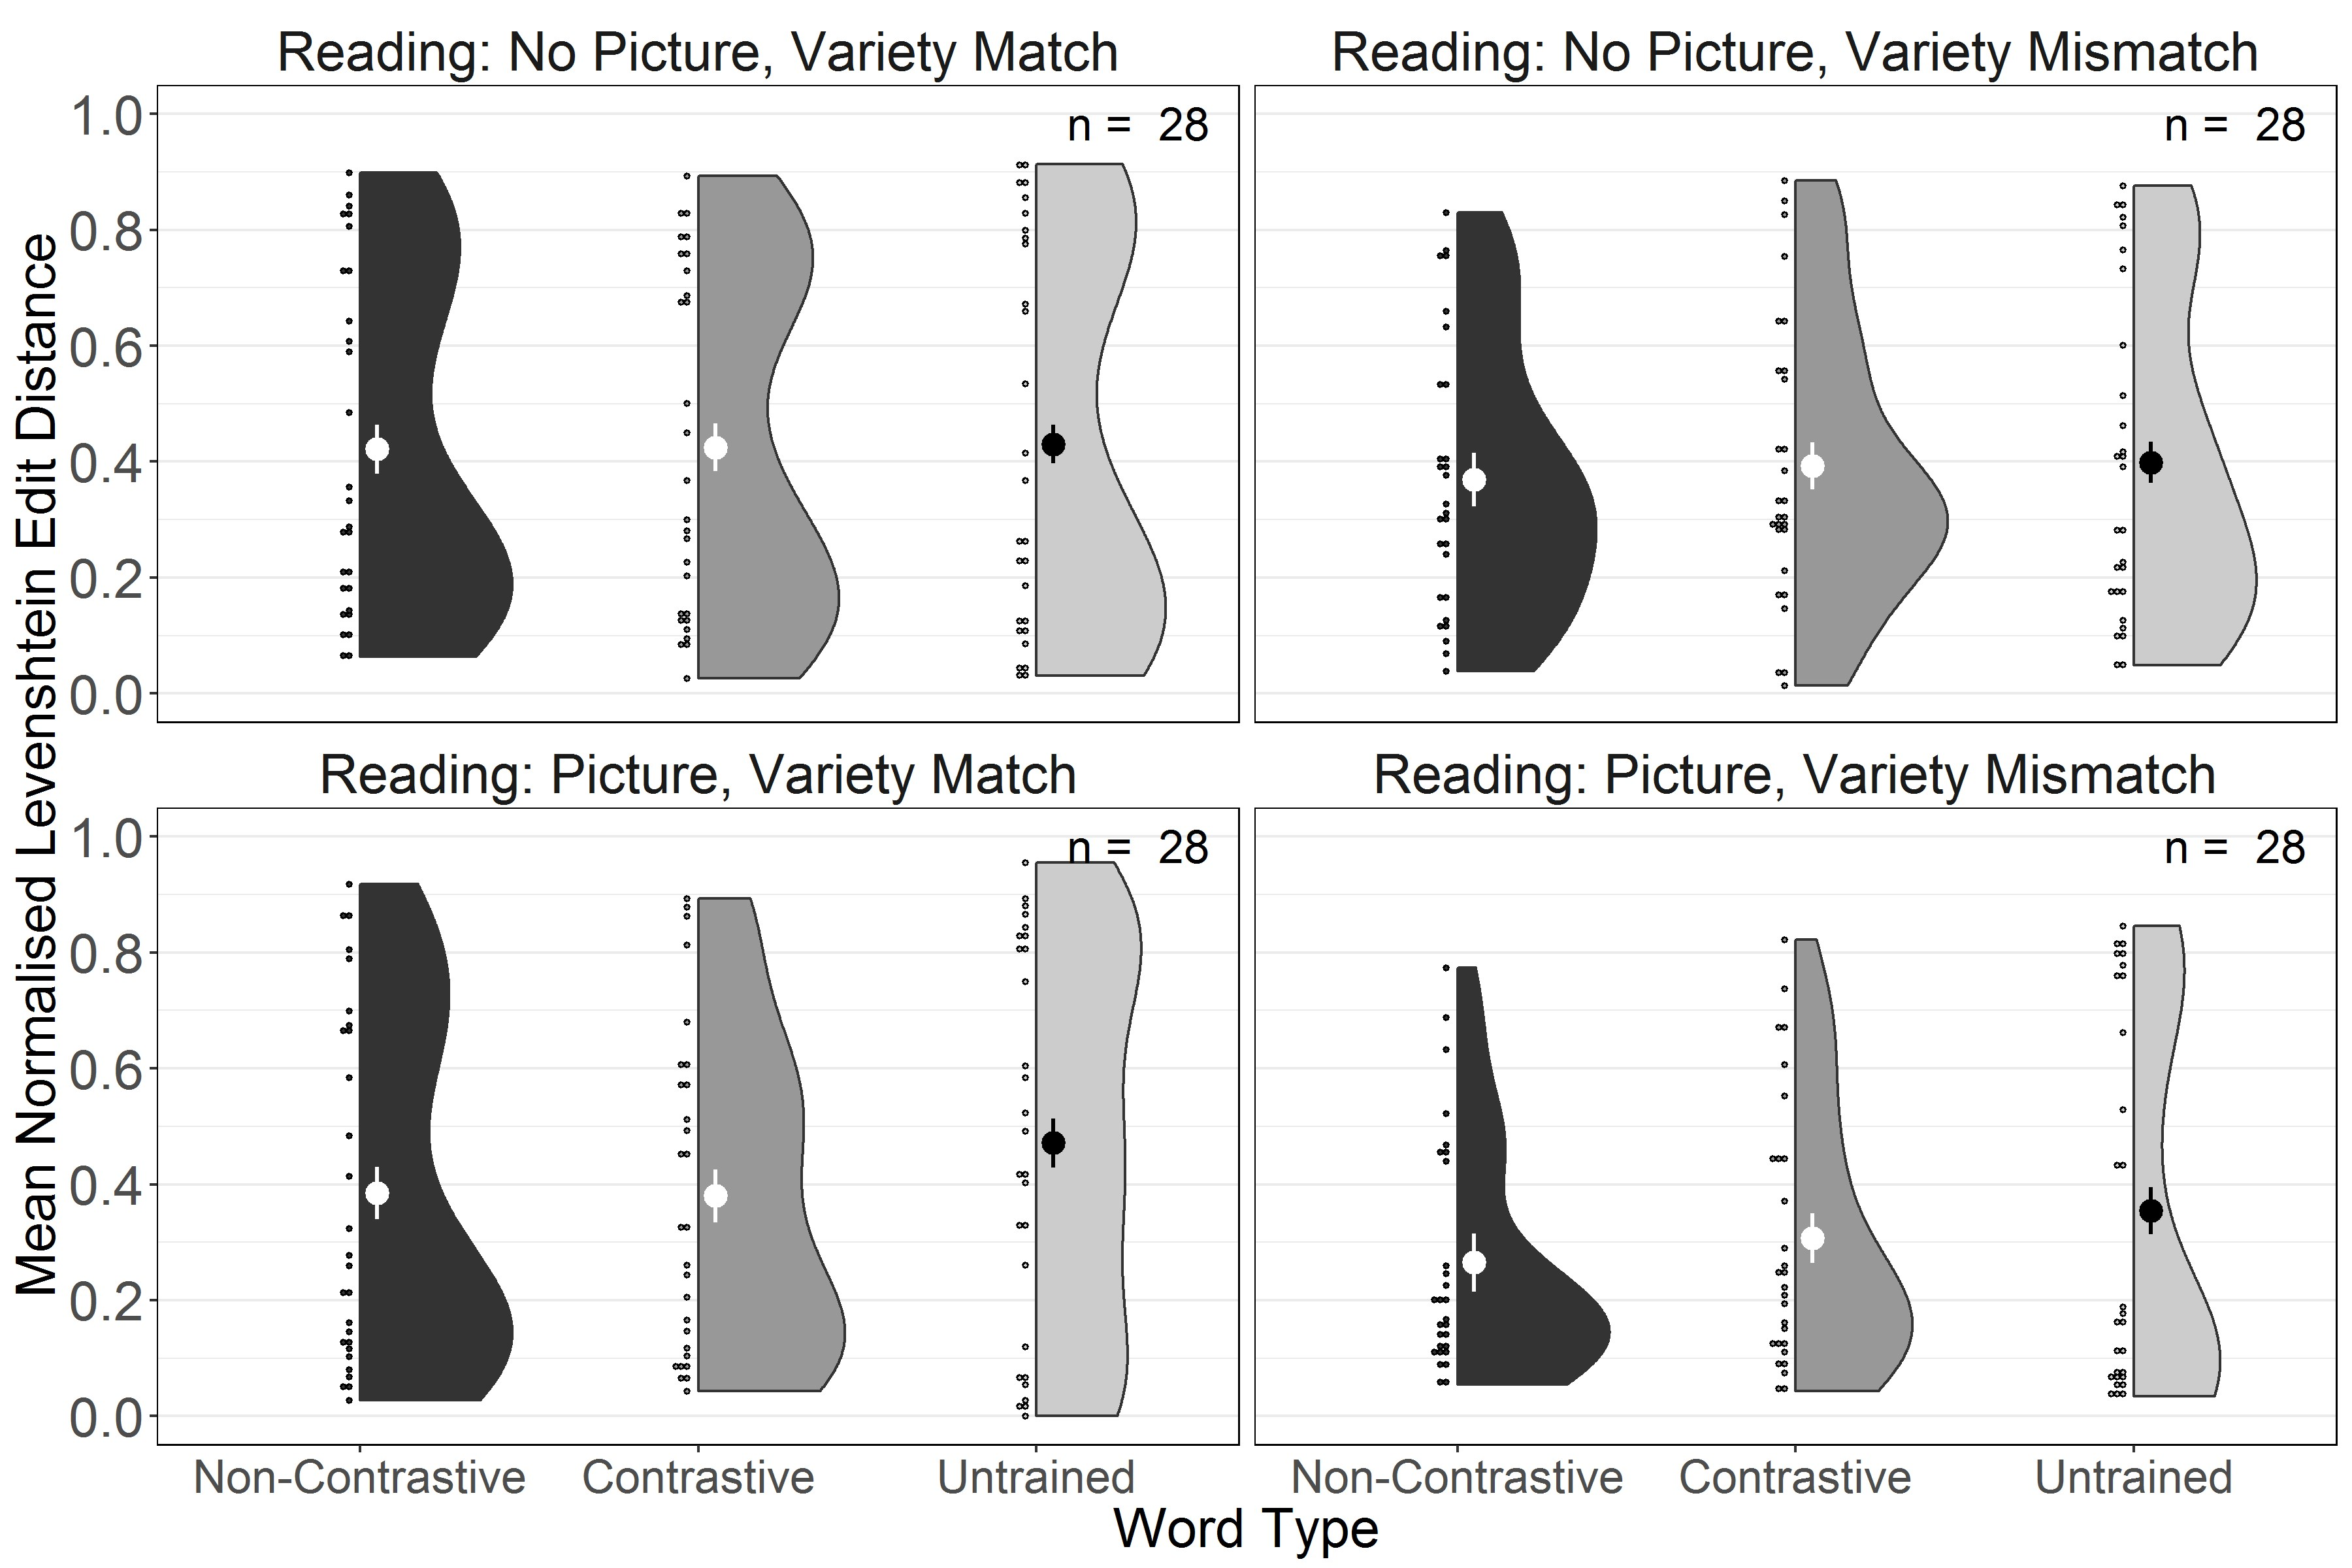 Reading: No Picture, Variety Match
Reading: No Picture, Variety Mismatch
n = 28
n = 28
1.0
0.8
0.6
0.4
0.2
0.0
Mean Normalised Levenshtein Edit Distance
Reading: Picture, Variety Match
Reading: Picture, Variety Mismatch
n = 28
n = 28
1.0
0.8
0.6
0.4
0.2
0.0
Non-Contrastive
Contrastive
Untrained
Non-Contrastive
Contrastive
Untrained
Word Type